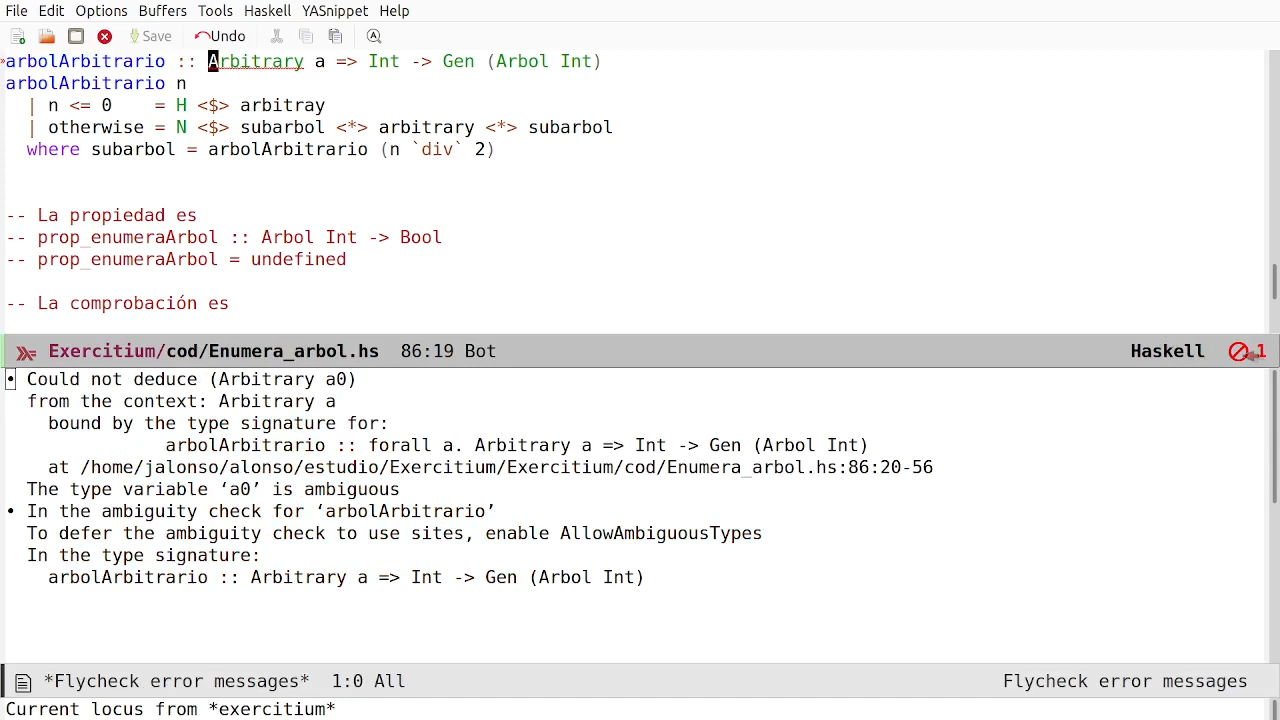 File Edit Options Buffers Tools Haskell YASnippet Help
Save Undo
arbolArbitrario :: Arbitrary a => Int -> Gen (Arbol Int)
arbolArbitrario n
  | n <= 0    = H <$> arbitray
  | otherwise = N <$> subarbol <*> arbitrary <*> subarbol
  where subarbol = arbolArbitrario (n `div` 2)
-- La propiedad es
-- prop_enumeraArbol :: Arbol Int -> Bool
-- prop_enumeraArbol = undefined
-- La comprobación es
Exercitium/cod/Enumera_arbol.hs 86:19 Bot Haskell 1
• Could not deduce (Arbitrary a0)
  from the context: Arbitrary a
    bound by the type signature for:
               arbolArbitrario :: forall a. Arbitrary a => Int -> Gen (Arbol Int)
    at /home/jalonso/alonso/estudio/Exercitium/Exercitium/cod/Enumera_arbol.hs:86:20-56
  The type variable ‘a0’ is ambiguous
• In the ambiguity check for ‘arbolArbitrario’
  To defer the ambiguity check to use sites, enable AllowAmbiguousTypes
  In the type signature:
    arbolArbitrario :: Arbitrary a => Int -> Gen (Arbol Int)
*Flycheck error messages* 1:0 All Flycheck error messages
Current locus from *exercitium*